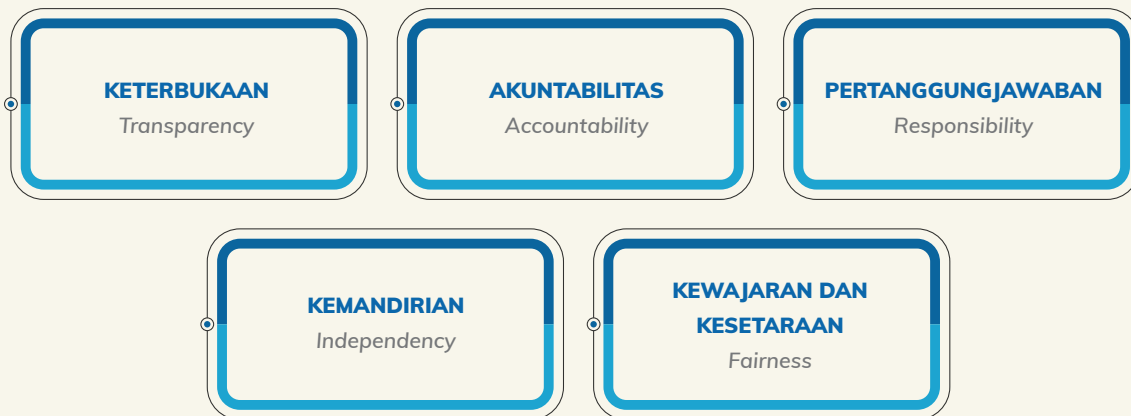 KETERBUKAAN
Transparency
AKUNTABILITAS
Accountability
PERTANGGUNGJAWABAN
Responsibility
KEMANDIRIAN
Independency
KEWAJARAN DAN
KESETARAAN
Fairness